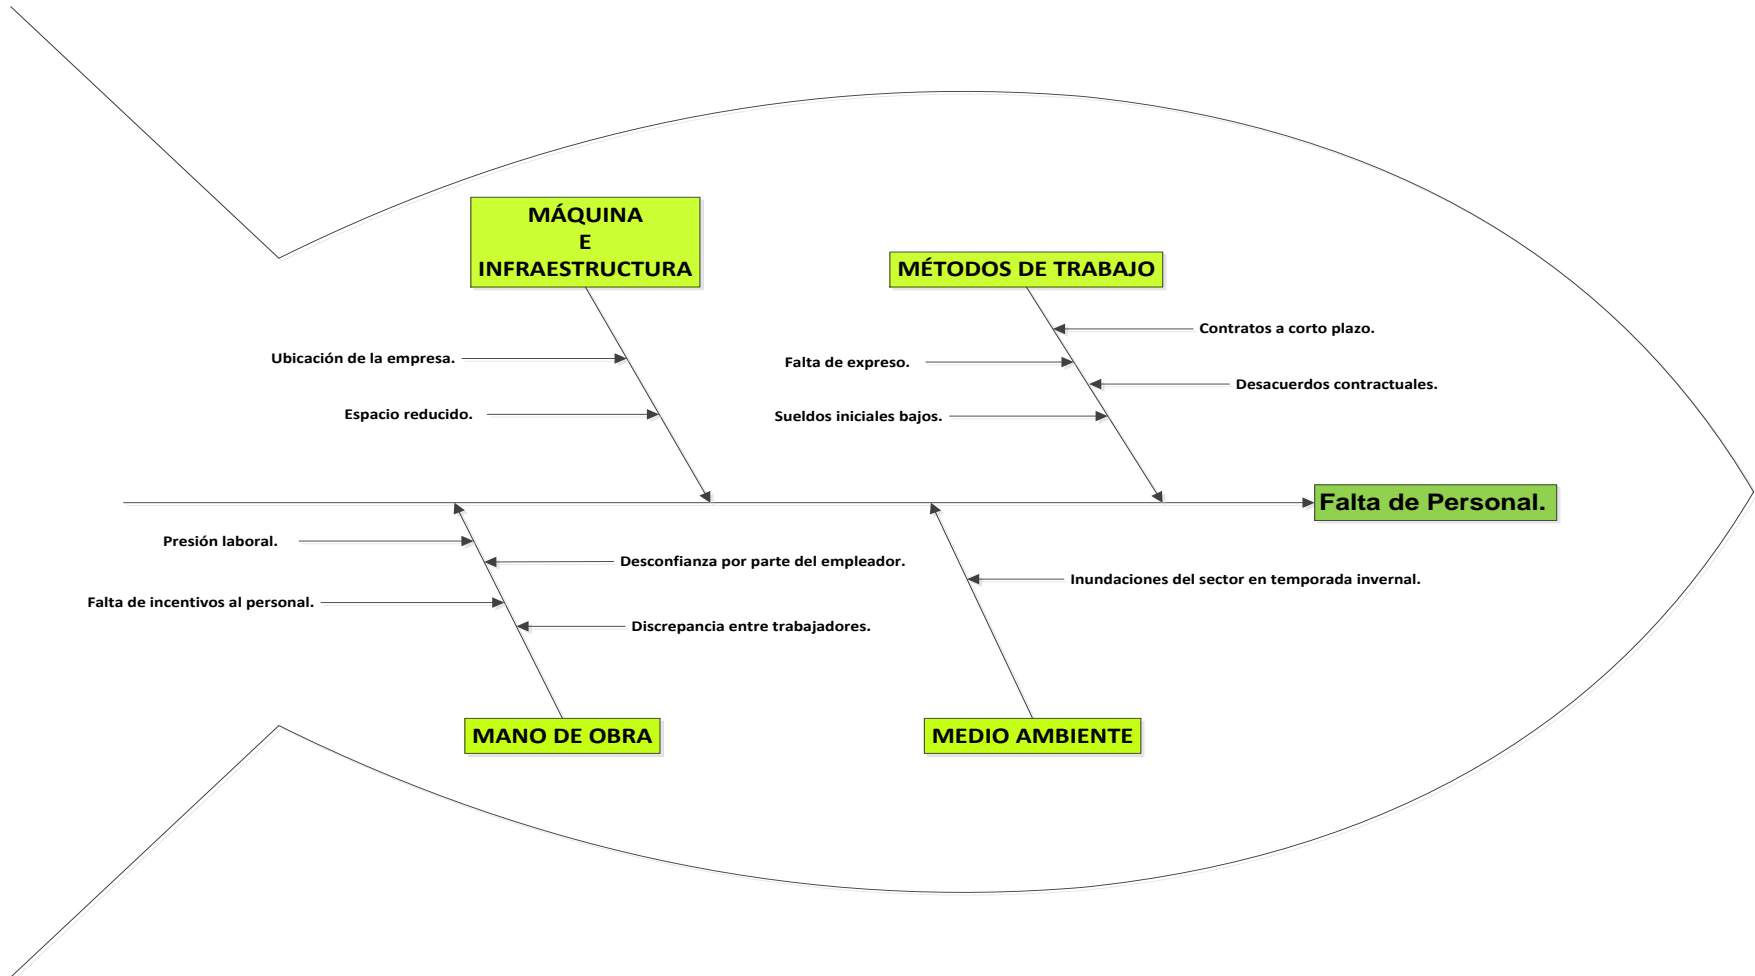 MÁQUINA
E
INFRAESTRUCTURA
MÉTODOS DE TRABAJO
Contratos a corto plazo.
Ubicación de la empresa.
Falta de expreso.
Desacuerdos contractuales.
Espacio reducido.
Sueldos iniciales bajos.
Falta de Personal.
Presión laboral.
Desconfianza por parte del empleador.
Inundaciones del sector en temporada invernal.
Falta de incentivos al personal.
Discrepancia entre trabajadores.
MANO DE OBRA
MEDIO AMBIENTE